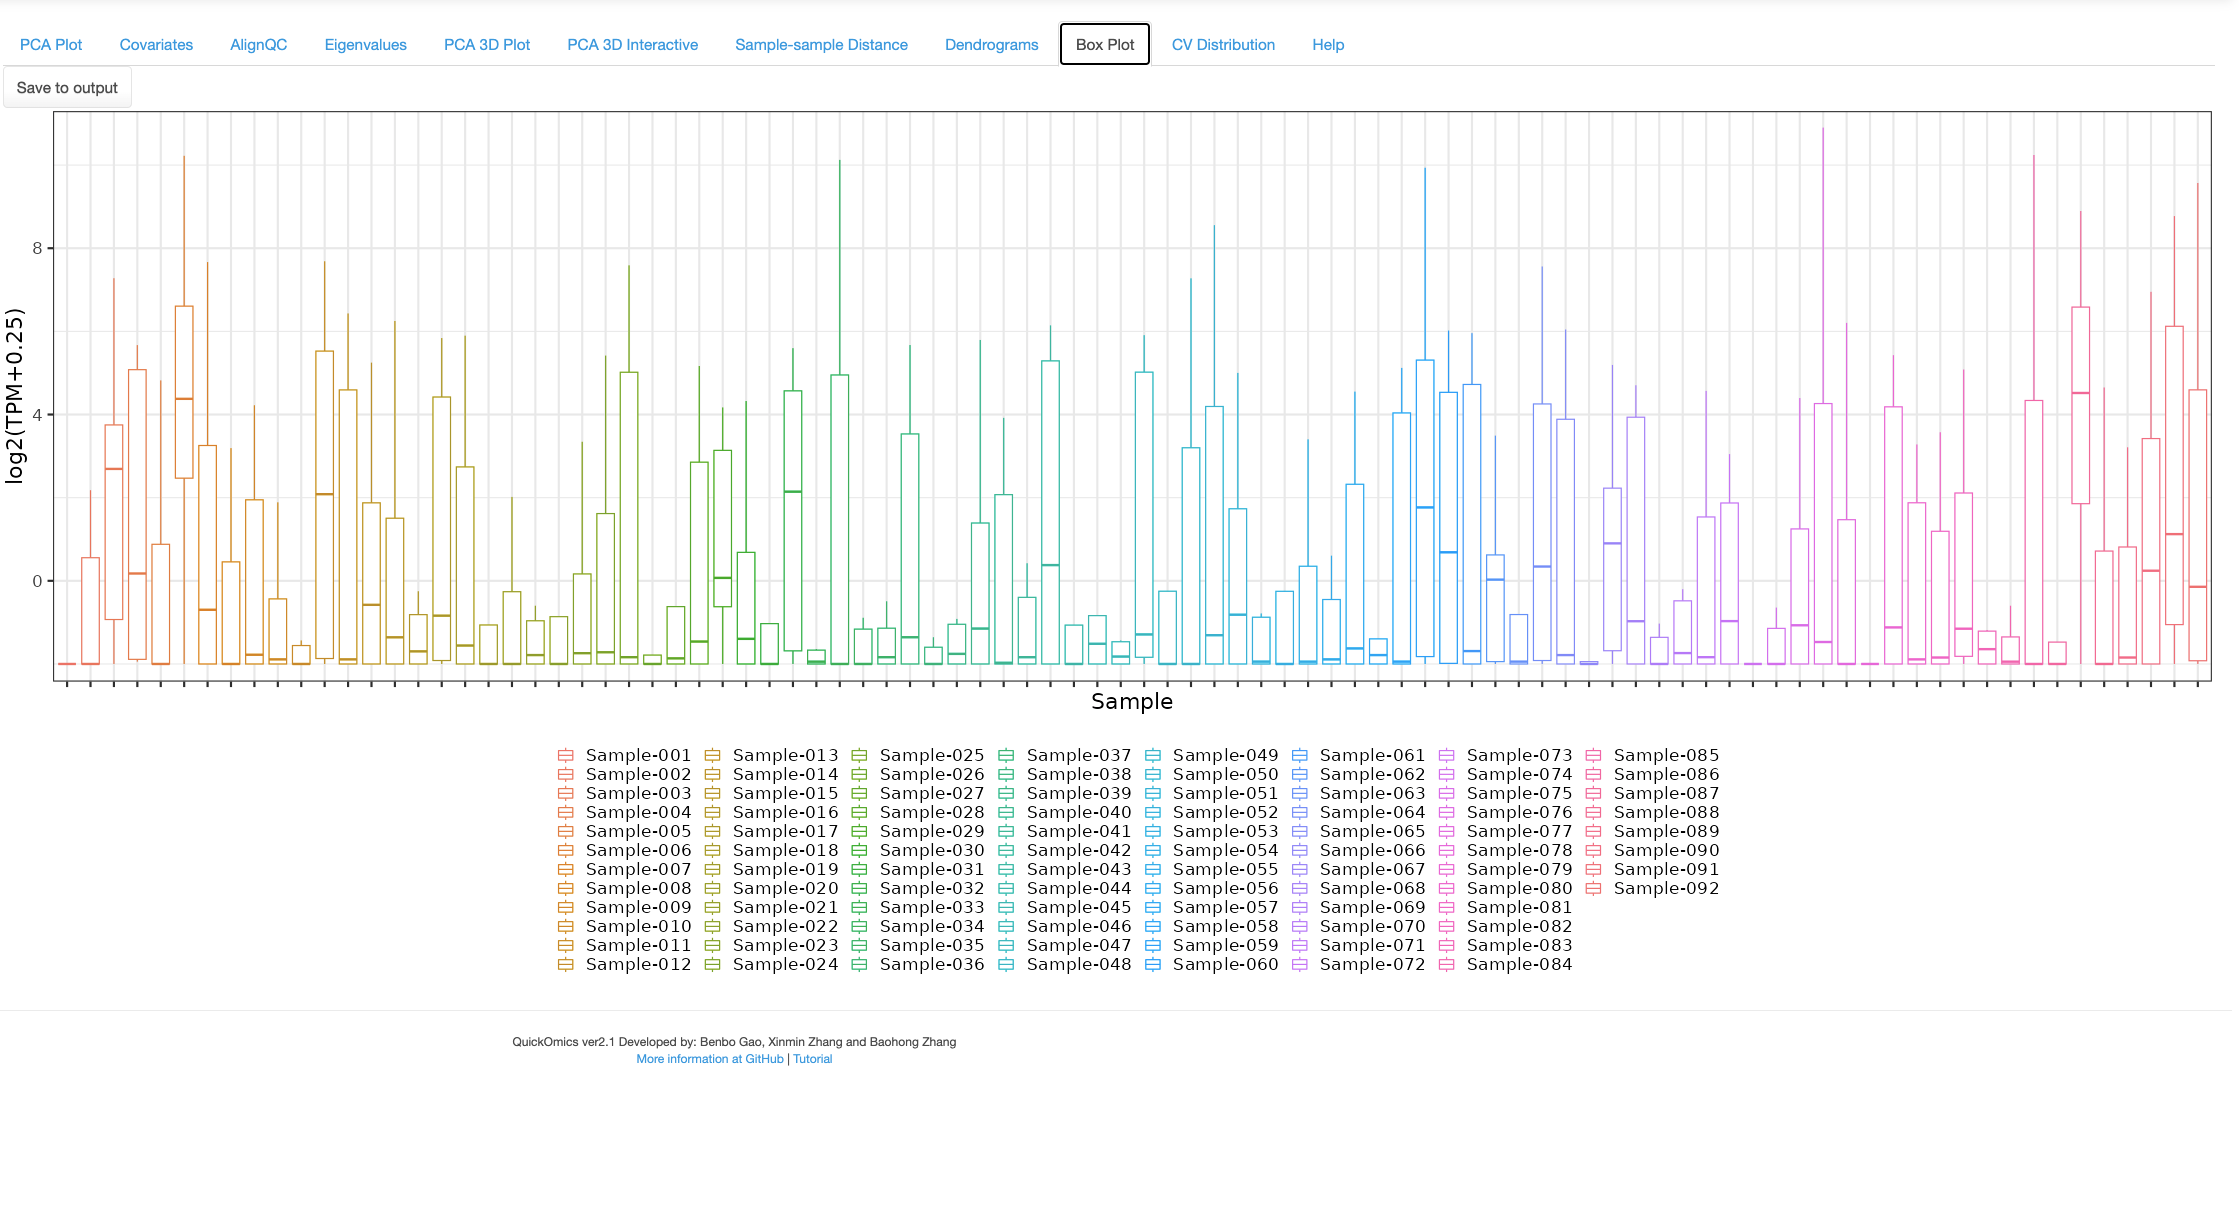 PCA Plot Covariates AlignQC Eigenvalues PCA 3D Plot PCA 3D Interactive Sample-sample Distance Dendrograms Box Plot CV Distribution Help
Save to output
8
4
0
log2(TPM+0.25)
Sample
Sample-001 Sample-013 Sample-025 Sample-037 Sample-049 Sample-061 Sample-073 Sample-085
Sample-002 Sample-014 Sample-026 Sample-038 Sample-050 Sample-062 Sample-074 Sample-086
Sample-003 Sample-015 Sample-027 Sample-039 Sample-051 Sample-063 Sample-075 Sample-087
Sample-004 Sample-016 Sample-028 Sample-040 Sample-052 Sample-064 Sample-076 Sample-088
Sample-005 Sample-017 Sample-029 Sample-041 Sample-053 Sample-065 Sample-077 Sample-089
Sample-006 Sample-018 Sample-030 Sample-042 Sample-054 Sample-066 Sample-078 Sample-090
Sample-007 Sample-019 Sample-031 Sample-043 Sample-055 Sample-067 Sample-079 Sample-091
Sample-008 Sample-020 Sample-032 Sample-044 Sample-056 Sample-068 Sample-080 Sample-092
Sample-009 Sample-021 Sample-033 Sample-045 Sample-057 Sample-069 Sample-081
Sample-010 Sample-022 Sample-034 Sample-046 Sample-058 Sample-070 Sample-082
Sample-011 Sample-023 Sample-035 Sample-047 Sample-059 Sample-071 Sample-083
Sample-012 Sample-024 Sample-036 Sample-048 Sample-060 Sample-072 Sample-084
QuickOmics ver2.1 Developed by: Benbo Gao, Xinmin Zhang and Baohong Zhang
More information at GitHub | Tutorial